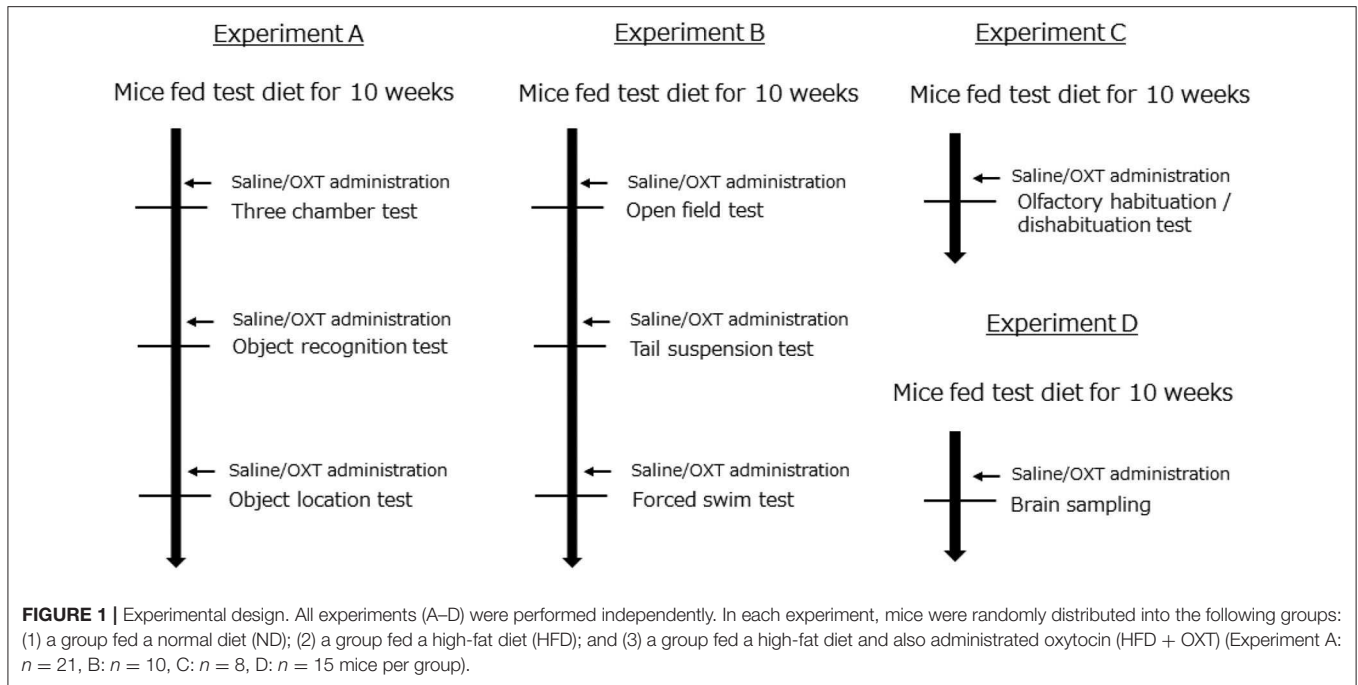 Experiment A
Mice fed test diet for 10 weeks
Saline/OXT administration
Three chamber test
Saline/OXT administration
Object recognition test
Saline/OXT administration
Object location test
Experiment B
Mice fed test diet for 10 weeks
Saline/OXT administration
Open field test
Saline/OXT administration
Tail suspension test
Saline/OXT administration
Forced swim test
Experiment C
Mice fed test diet for 10 weeks
Saline/OXT administration
Olfactory habituation /
dishabituation test
Experiment D
Mice fed test diet for 10 weeks
Saline/OXT administration
Brain sampling
FIGURE 1 | Experimental design. All experiments (A–D) were performed independently. In each experiment, mice were randomly distributed into the following groups:
(1) a group fed a normal diet (ND); (2) a group fed a high-fat diet (HFD); and (3) a group fed a high-fat diet and also administrated oxytocin (HFD + OXT) (Experiment A:
n = 21, B: n = 10, C: n = 8, D: n = 15 mice per group).